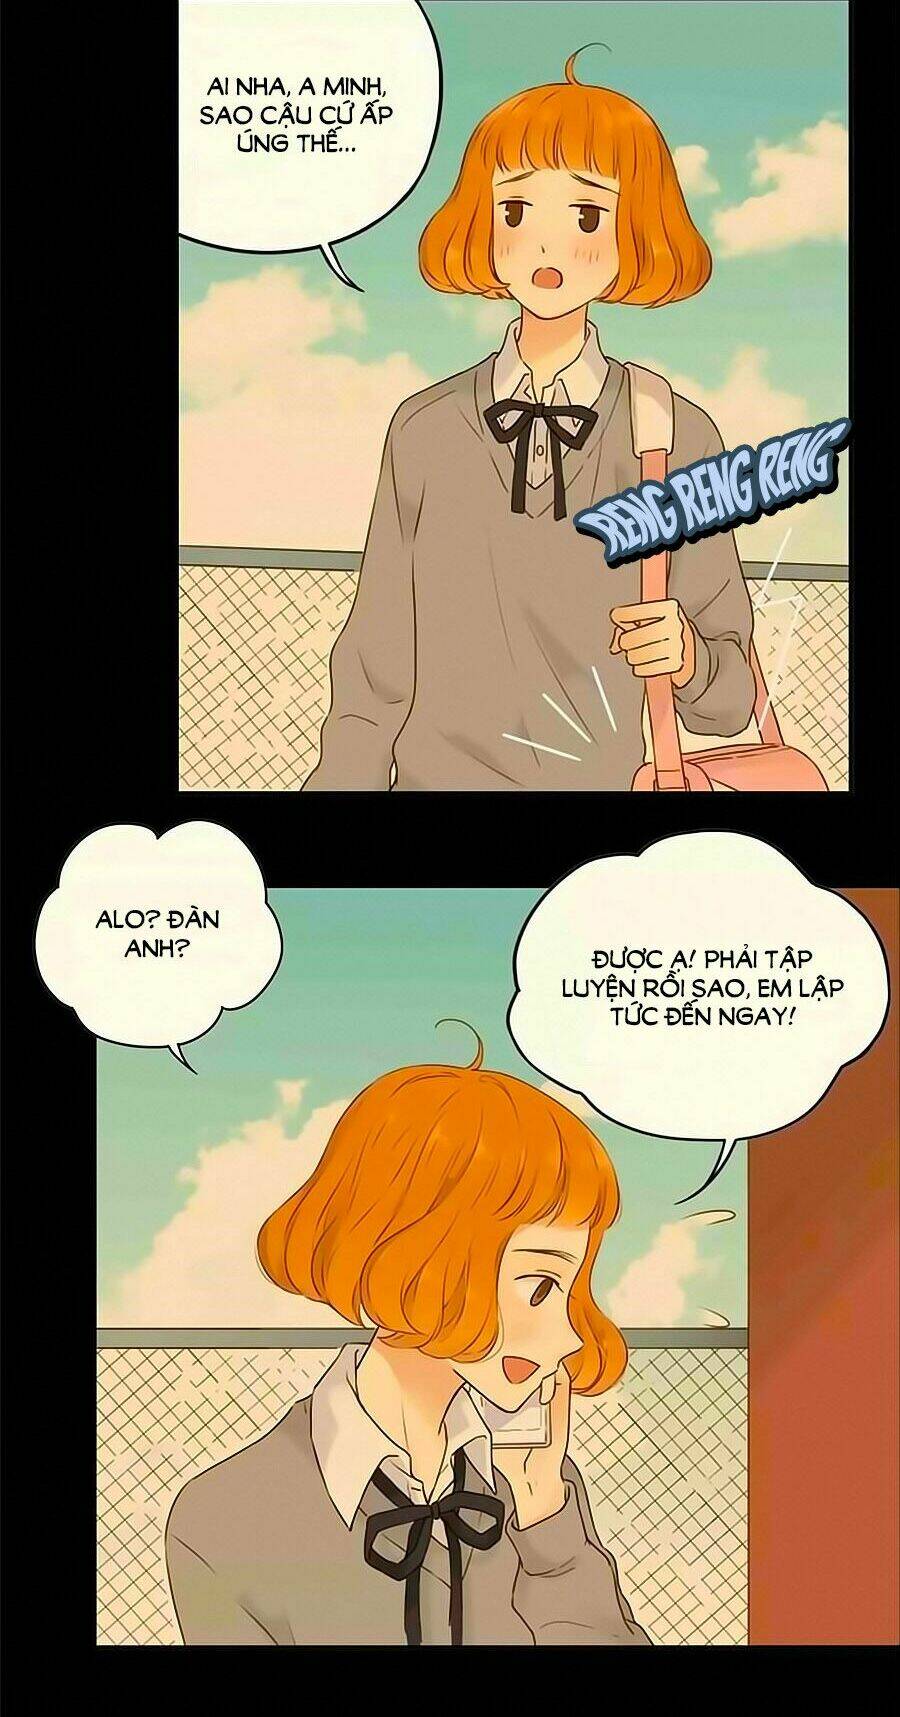 AI NHA, A MINH,
SAO CẬU CỨ ẤP
ÚNG THẾ...
RENG RENG RENG
ALO? ĐÀN
ANH?
ĐƯỢC Ạ! PHẢI TẬP
LUYỆN RỒI SAO, EM LẬP
TỨC ĐẾN NGAY!